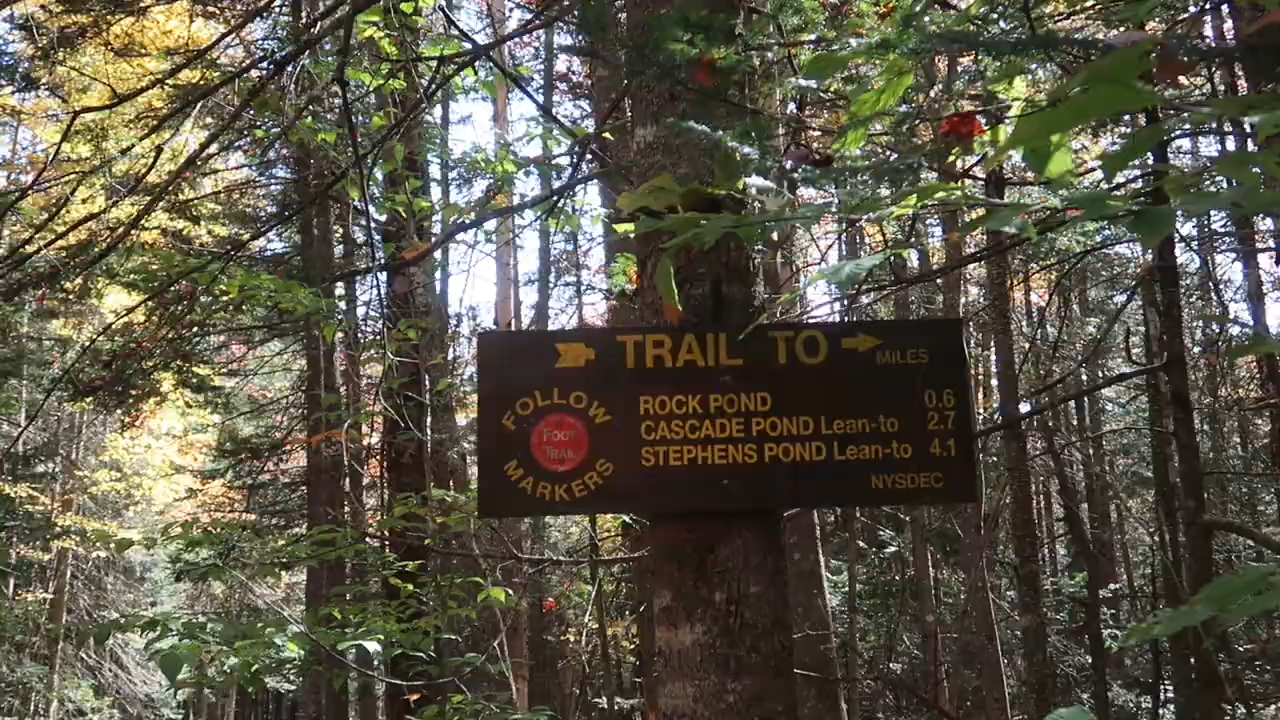 TRAIL TO
MILES
FOLLOW
FOOT
TRAIL
MARKERS
ROCK POND 0.6
CASCADE POND Lean-to 2.7
STEPHENS POND Lean-to 4.1
NYSDEC